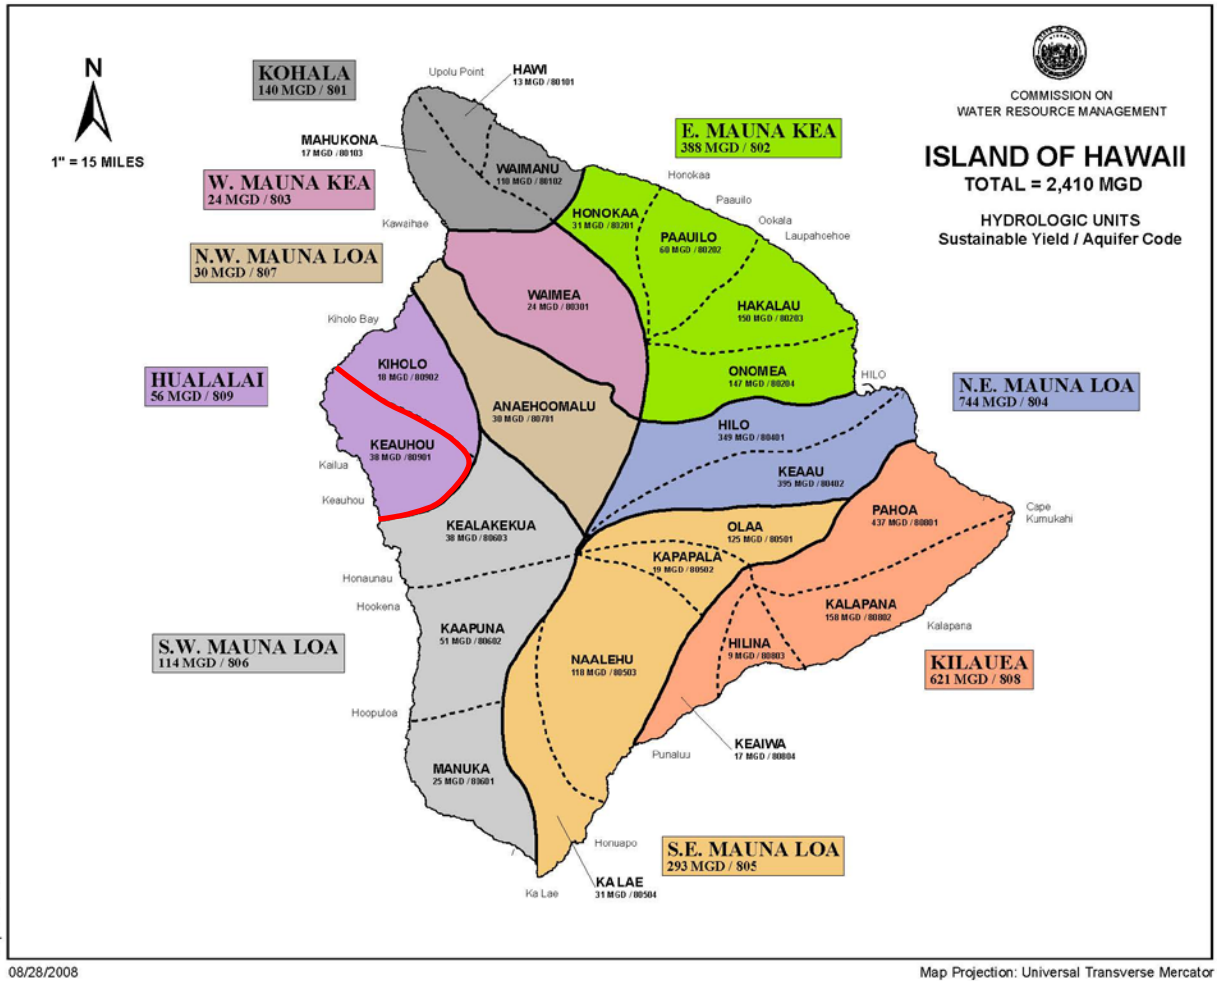 N
1" = 15 MILES
COMMISSION ON
WATER RESOURCE MANAGEMENT
ISLAND OF HAWAII
TOTAL = 2,410 MGD
HYDROLOGIC UNITS
Sustainable Yield / Aquifer Code
KOHALA
140 MGD / 801
Upolu Point
HAWI
13 MGD / 80101
MAHUKONA
17 MGD / 80103
WAIMANU
110 MGD / 80102
E. MAUNA KEA
388 MGD / 802
W. MAUNA KEA
24 MGD / 803
Kawaihae
Honokaa
Paauilo
Ookala
Laupahcehoe
HONOKAA
31 MGD / 80201
PAAUILO
60 MGD / 80202
HAKALAU
150 MGD / 80203
ONOMEA
147 MGD / 80204
N.W. MAUNA LOA
30 MGD / 807
WAIMEA
24 MGD / 80301
Kiholo Bay
HUALALAI
56 MGD / 809
KIHOLO
18 MGD / 80902
ANAEHOOMALU
30 MGD / 80701
KEAUHOU
38 MGD / 80901
Kailua
Keauhou
HILO
N.E. MAUNA LOA
744 MGD / 804
HILO
349 MGD / 80401
KEAAU
395 MGD / 80402
KEALAKEKUA
38 MGD / 80603
OLAA
125 MGD / 80501
PAHOA
437 MGD / 80801
Cape
Kumukahi
KAPAPALA
19 MGD / 80502
Honaunau
Hookena
KAAPUNA
51 MGD / 80602
KALAPANA
158 MGD / 80802
Kalapana
HILINA
9 MGD / 80803
S.W. MAUNA LOA
114 MGD / 806
NAALEHU
118 MGD / 80503
KILAUEA
621 MGD / 808
Hoopuloa
Punaluu
KEAIWA
17 MGD / 80804
MANUKA
25 MGD / 80601
Honuapo
S.E. MAUNA LOA
293 MGD / 805
Ka Lae
KA LAE
31 MGD / 80504
08/28/2008
Map Projection: Universal Transverse Mercator